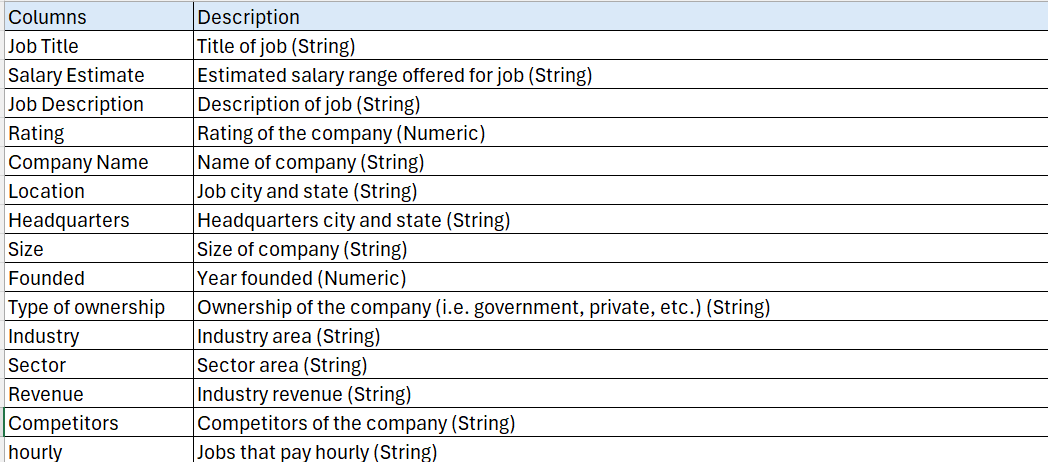 Columns Description
Job Title Title of job (String)
Salary Estimate Estimated salary range offered for job (String)
Job Description Description of job (String)
Rating Rating of the company (Numeric)
Company Name Name of company (String)
Location Job city and state (String)
Headquarters Headquarters city and state (String)
Size Size of company (String)
Founded Year founded (Numeric)
Type of ownership Ownership of the company (i.e. government, private, etc.) (String)
Industry Industry area (String)
Sector Sector area (String)
Revenue Industry revenue (String)
Competitors Competitors of the company (String)
hourly Jobs that pay hourly (String)